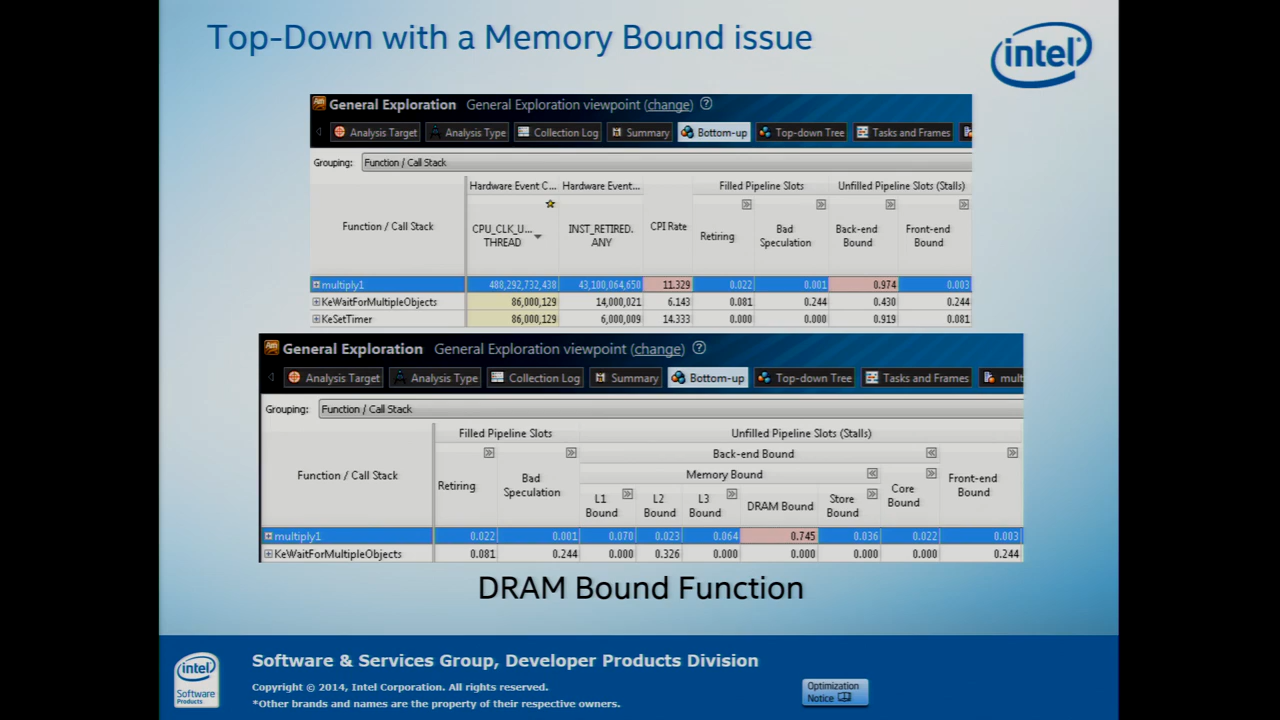 Top-Down with a Memory Bound issue
intel
General Exploration General Exploration viewpoint (change) ?
Analysis Target Analysis Type Collection Log Summary Bottom-up Top-down Tree Tasks and Frames
Grouping: Function / Call Stack
Hardware Event C... Hardware Event... Filled Pipeline Slots Unfilled Pipeline Slots (Stalls)
Function / Call Stack CPU_CLK_U... THREAD INST_RETIRED. ANY CPI Rate Retiring Bad Speculation Back-end Bound Front-end Bound
multiply1 488,292,732,438 43,100,064,650 11.329 0.022 0.001 0.974 0.003
KeWaitForMultipleObjects 86,000,129 14,000,021 6.143 0.081 0.244 0.430 0.244
KeSetTimer 86,000,129 6,000,009 14.333 0.000 0.000 0.919 0.081
General Exploration General Exploration viewpoint (change) ?
Analysis Target Analysis Type Collection Log Summary Bottom-up Top-down Tree Tasks and Frames mult
Grouping: Function / Call Stack
Filled Pipeline Slots Unfilled Pipeline Slots (Stalls)
Back-end Bound
Memory Bound
Function / Call Stack Retiring Bad Speculation L1 Bound L2 Bound L3 Bound DRAM Bound Store Bound Core Bound Front-end Bound
multiply1 0.022 0.001 0.070 0.023 0.064 0.745 0.036 0.022 0.003
KeWaitForMultipleObjects 0.081 0.244 0.000 0.326 0.000 0.000 0.000 0.000 0.244
DRAM Bound Function
intel
Software
Products
Software & Services Group, Developer Products Division
Copyright © 2014, Intel Corporation. All rights reserved.
*Other brands and names are the property of their respective owners.
Optimization
Notice